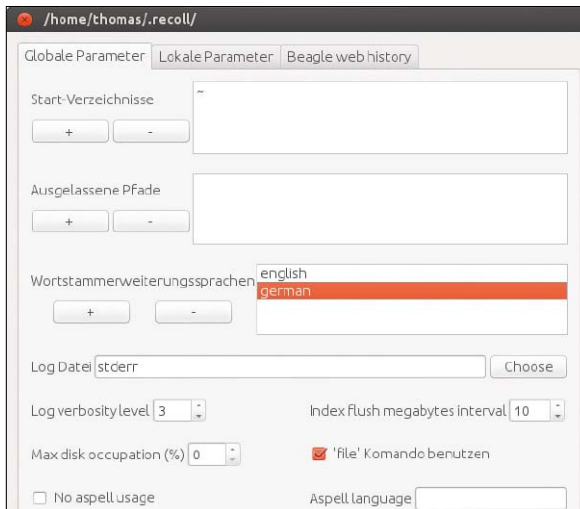 /home/thomas/.recoll/
Globale Parameter Lokale Parameter Beagle web history
Start-Verzeichnisse
~
+ -
Ausgelassene Pfade
+ -
Wortstammerweiterungssprachen
english
german
+ -
Log Datei stderr Choose
Log verbosity level 3 Index flush megabytes interval 10
Max disk occupation (%) 0 'file' Komando benutzen
No aspell usage Aspell language